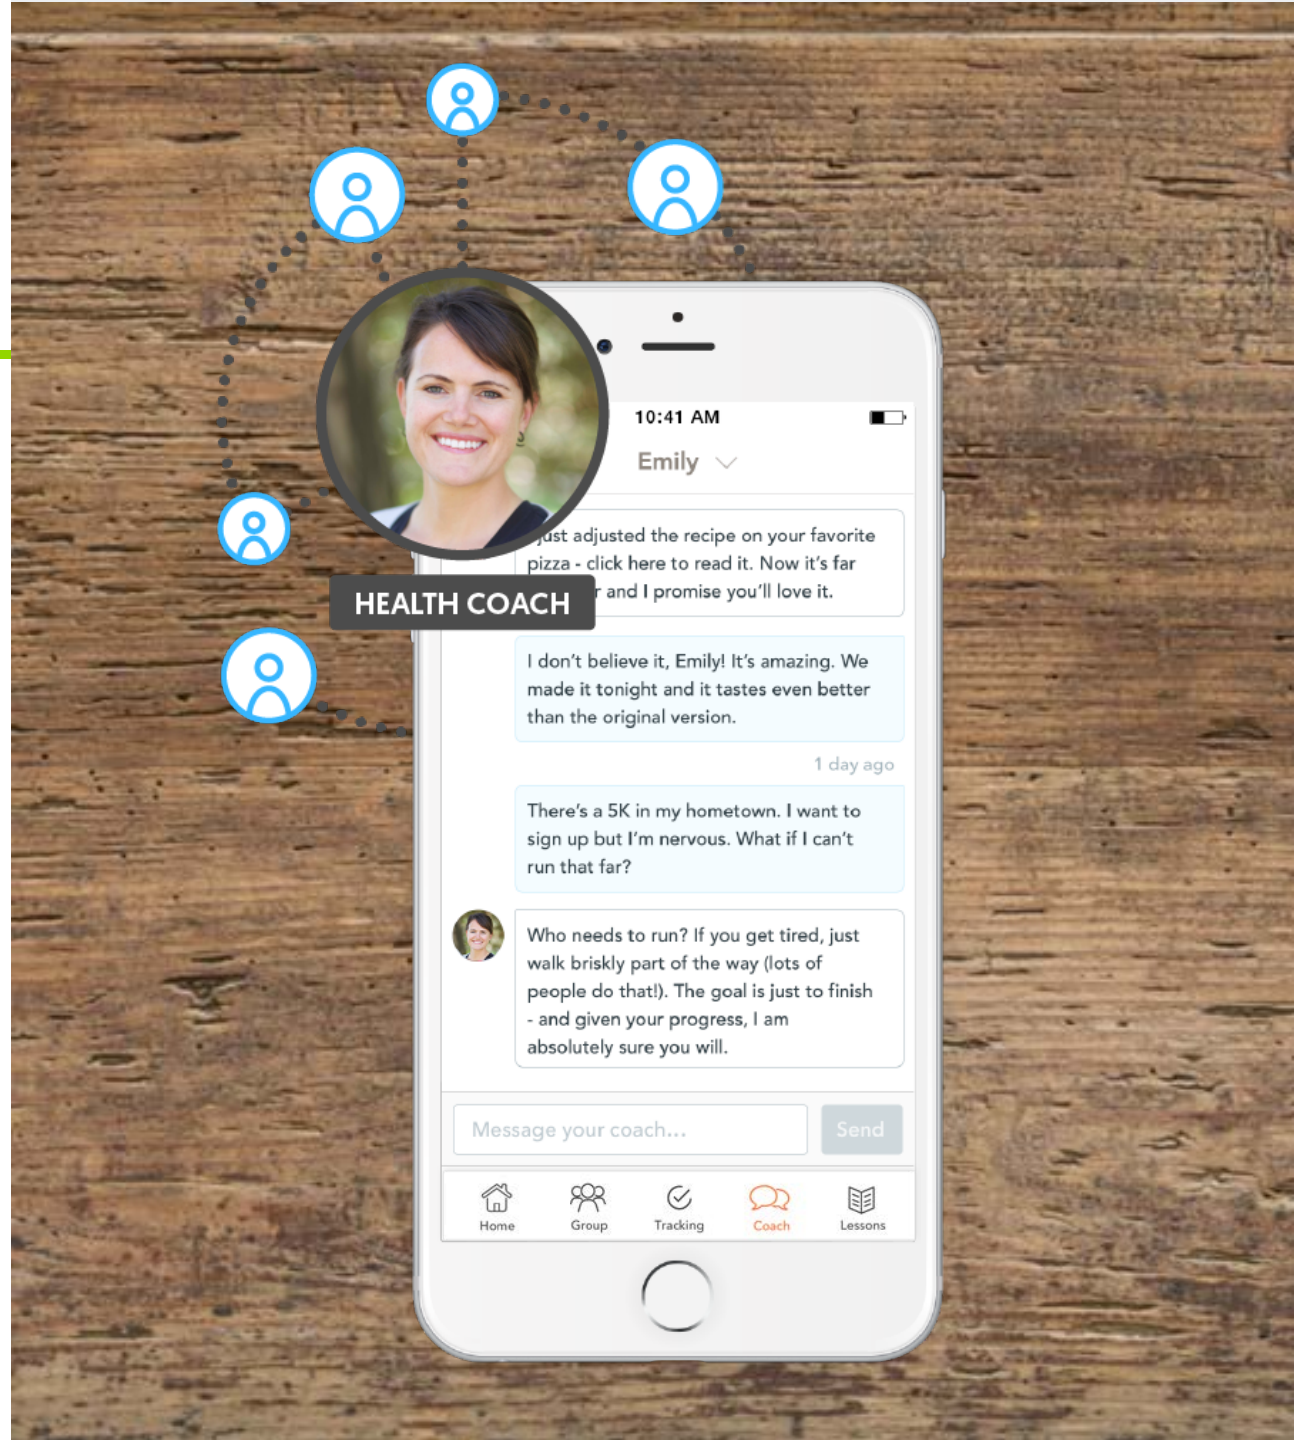 10:41 AM
Emily
just adjusted the recipe on your favorite
pizza - click here to read it. Now it's far
and I promise you'll love it.
HEALTH COACH
I don't believe it, Emily! It's amazing. We
made it tonight and it tastes even better
than the original version.
1 day ago
There's a 5K in my hometown. I want to
sign up but I'm nervous. What if I can't
run that far?
Who needs to run? If you get tired, just
walk briskly part of the way (lots of
people do that!). The goal is just to finish
- and given your progress, I am
absolutely sure you will.
Message your coach...
Send
Home
Group
Tracking
Coach
Lessons